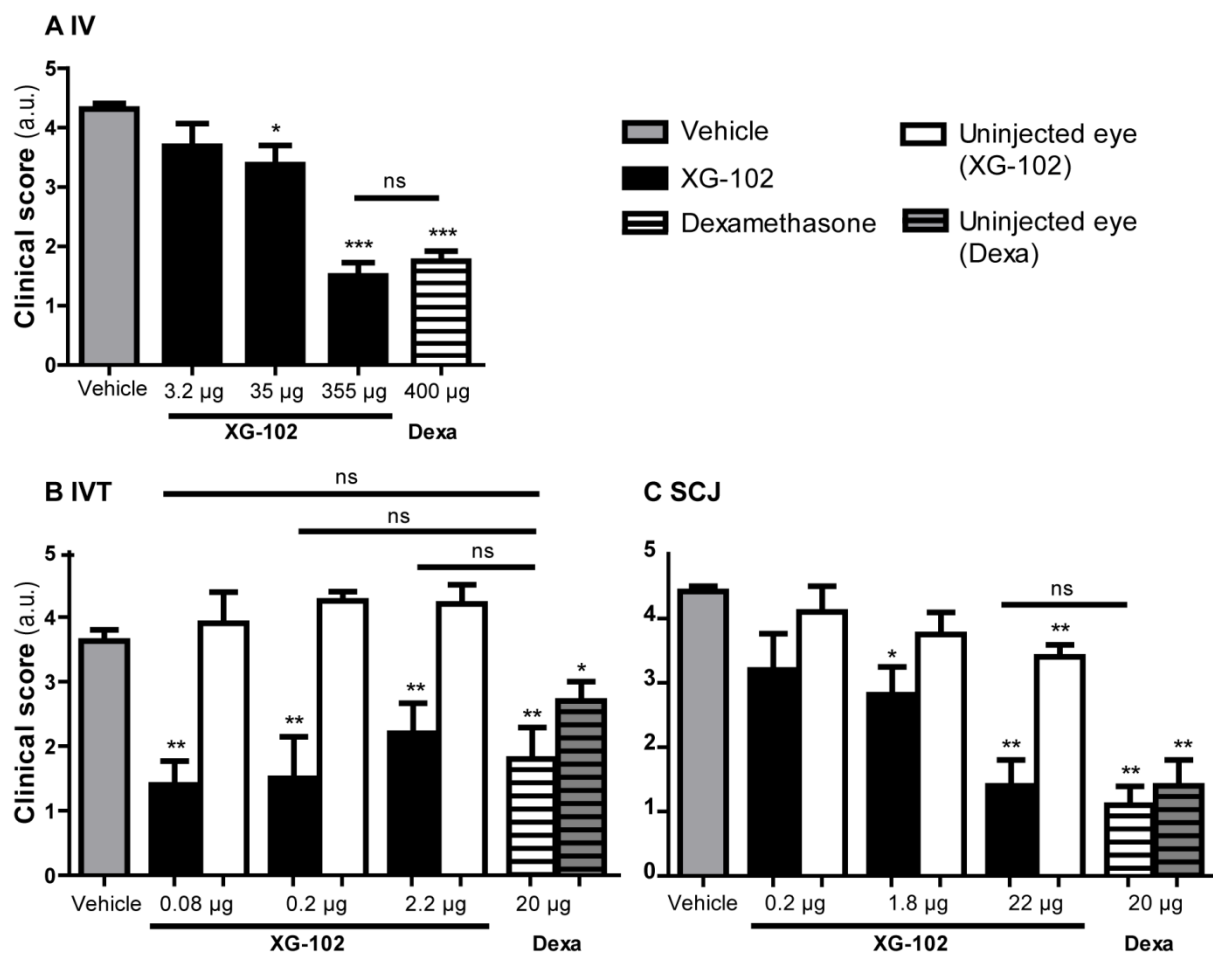 A IV
Clinical score (a.u.)
5
4
3
2
1
0
*
ns
***
***
Vehicle
3.2 µg
35 µg
355 µg
400 µg
XG-102
Dexa
Vehicle
XG-102
Dexamethasone
Uninjected eye
(XG-102)
Uninjected eye
(Dexa)
B IVT
Clinical score (a.u.)
5
4
3
2
1
0
ns
ns
ns
**
**
**
**
*
Vehicle
0.08 µg
0.2 µg
2.2 µg
20 µg
XG-102
Dexa
C SCJ
5
4
3
2
1
0
ns
*
**
**
**
**
Vehicle
0.2 µg
1.8 µg
22 µg
20 µg
XG-102
Dexa